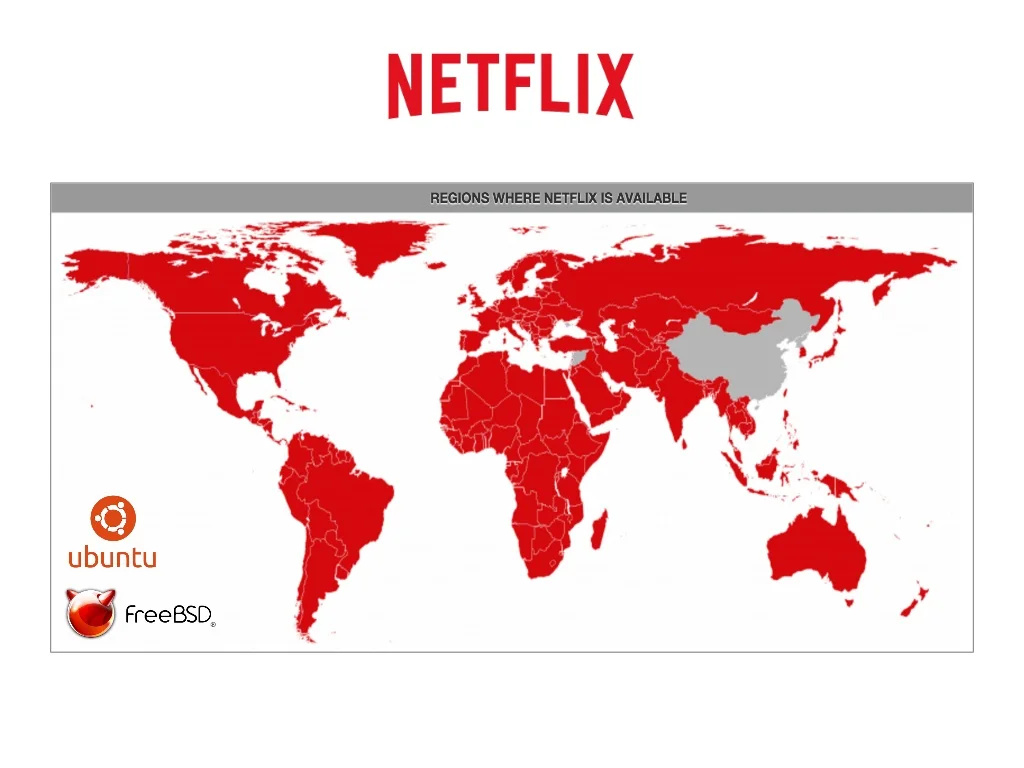 NETFLIX
REGIONS WHERE NETFLIX IS AVAILABLE
ubuntu
FreeBSD®